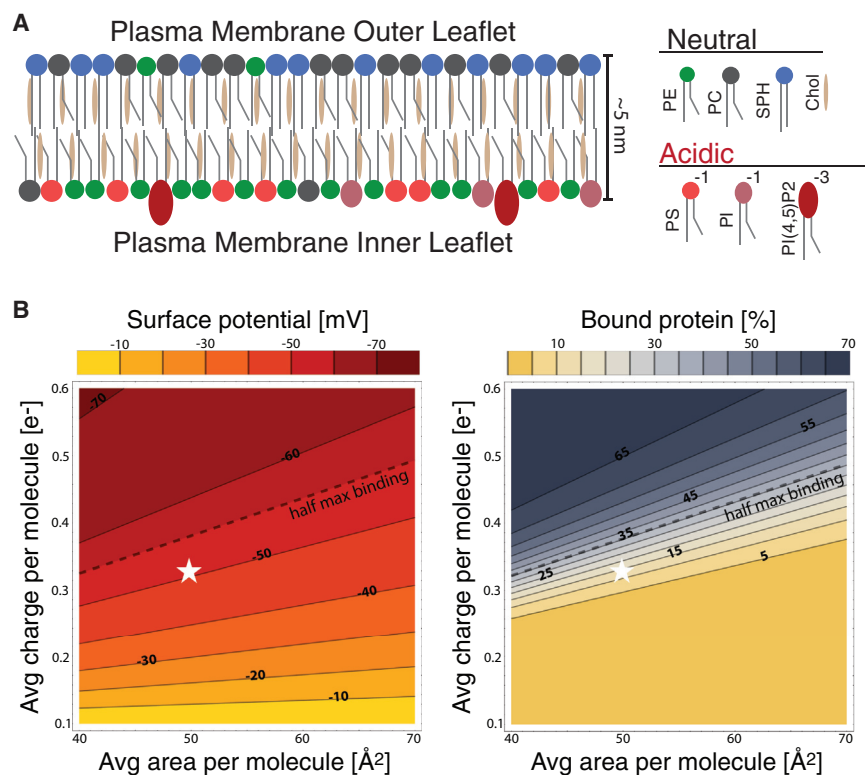 A
Plasma Membrane Outer Leaflet
~5 nm
Plasma Membrane Inner Leaflet
Neutral
PE
PC
SPH
Chol
Acidic
-1
-1
-3
PS
PI
PI(4,5)P2
B
Surface potential [mV]
-10 -30 -50 -70
Avg charge per molecule [e-]
0.6
0.5
0.4
0.3
0.2
0.1
-70
-60
half max binding
-50
-40
-30
-20
-10
40 50 60 70
Avg area per molecule [Å2]
Bound protein [%]
10 30 50 70
Avg charge per molecule [e-]
0.6
0.5
0.4
0.3
0.2
0.1
65
55
45
35
half max binding
25
15
5
40 50 60 70
Avg area per molecule [Å2]